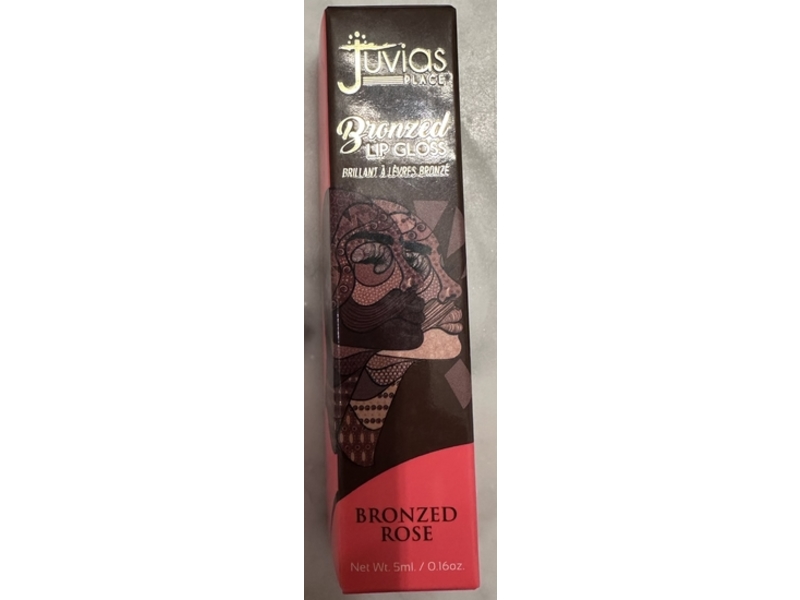 Juvias
PLACE
Bronzed
LIP GLOSS
BRILLANT À LÈVRES BRONZÉ
BRONZED
ROSE
Net Wt. 5ml. / 0.16oz.